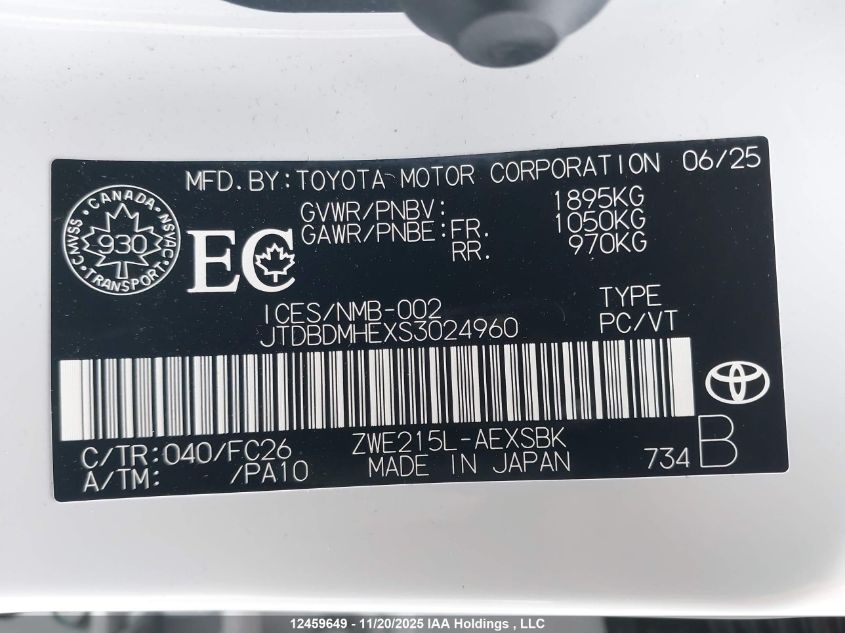 MFD.BY:TOYOTA MOTOR CORPORATION 06/25
GVWR/PNBV: 1895KG
GAWR/PNBE:FR. 1050KG
RR. 970KG
CANADA
CMVSS NSVAC
930
TRANSPORT
EC
ICES/NMB-002
JTDBDMHEXS3024960
TYPE
PC/VT
C/TR:040/FC26
A/TM: /PA10
ZWE215L-AEXSBK
MADE IN JAPAN
734 B
12459649 - 11/20/2025 IAA Holdings , LLC